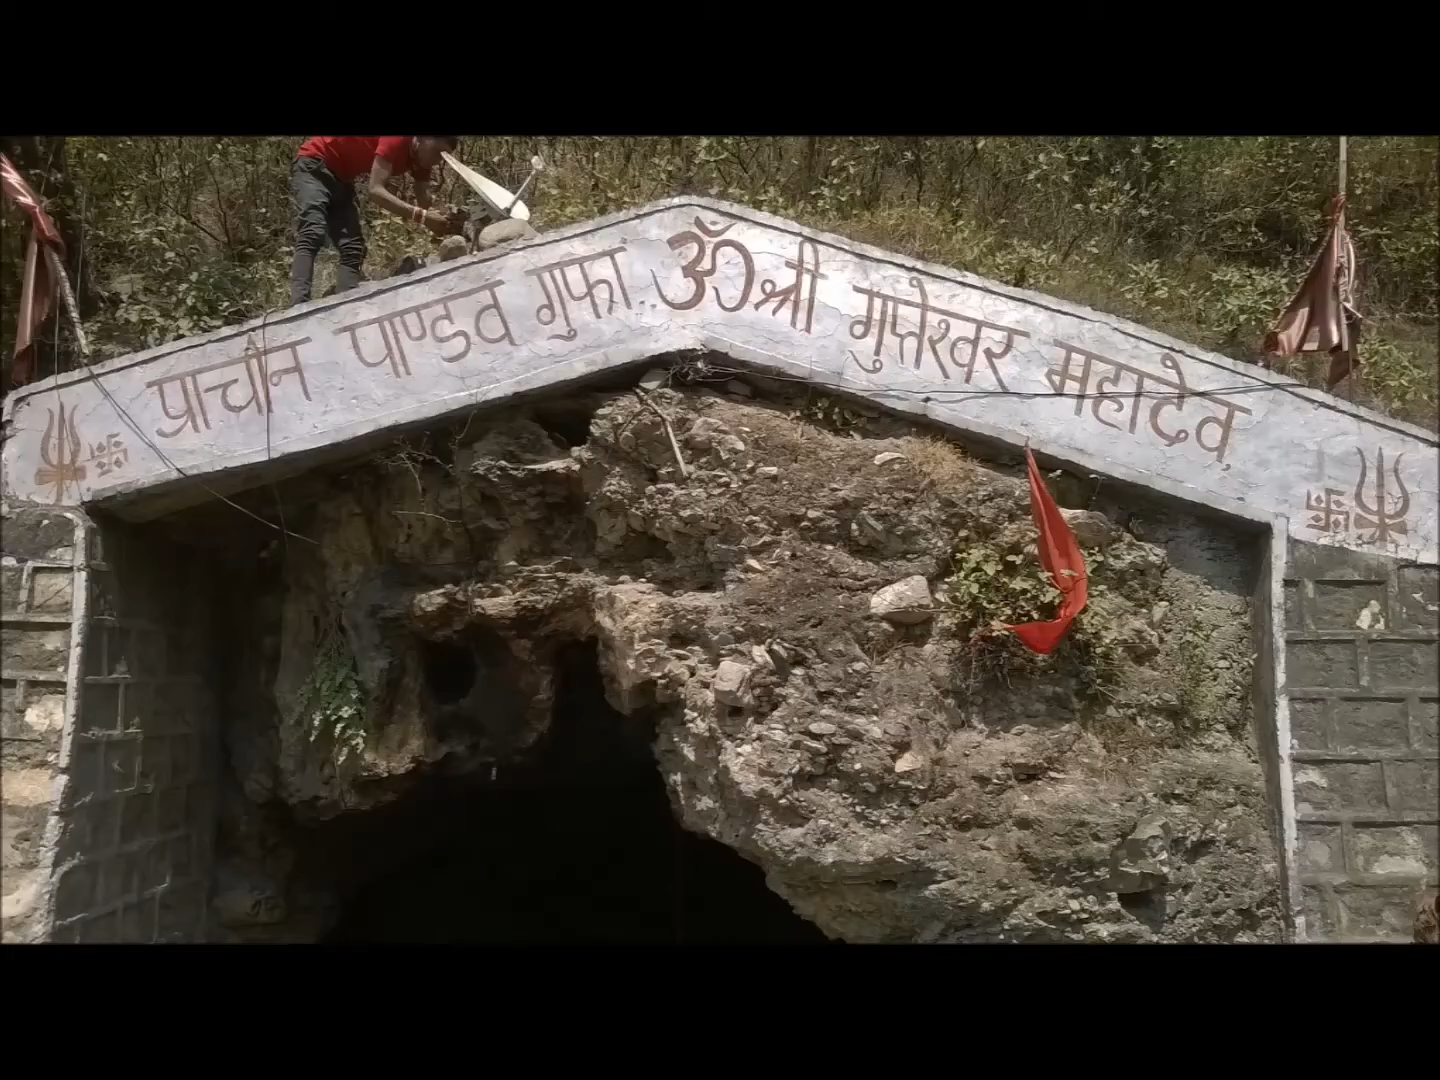 प्राचीन पाण्डव गुफा ॐ श्री गुप्तेश्वर महादेव